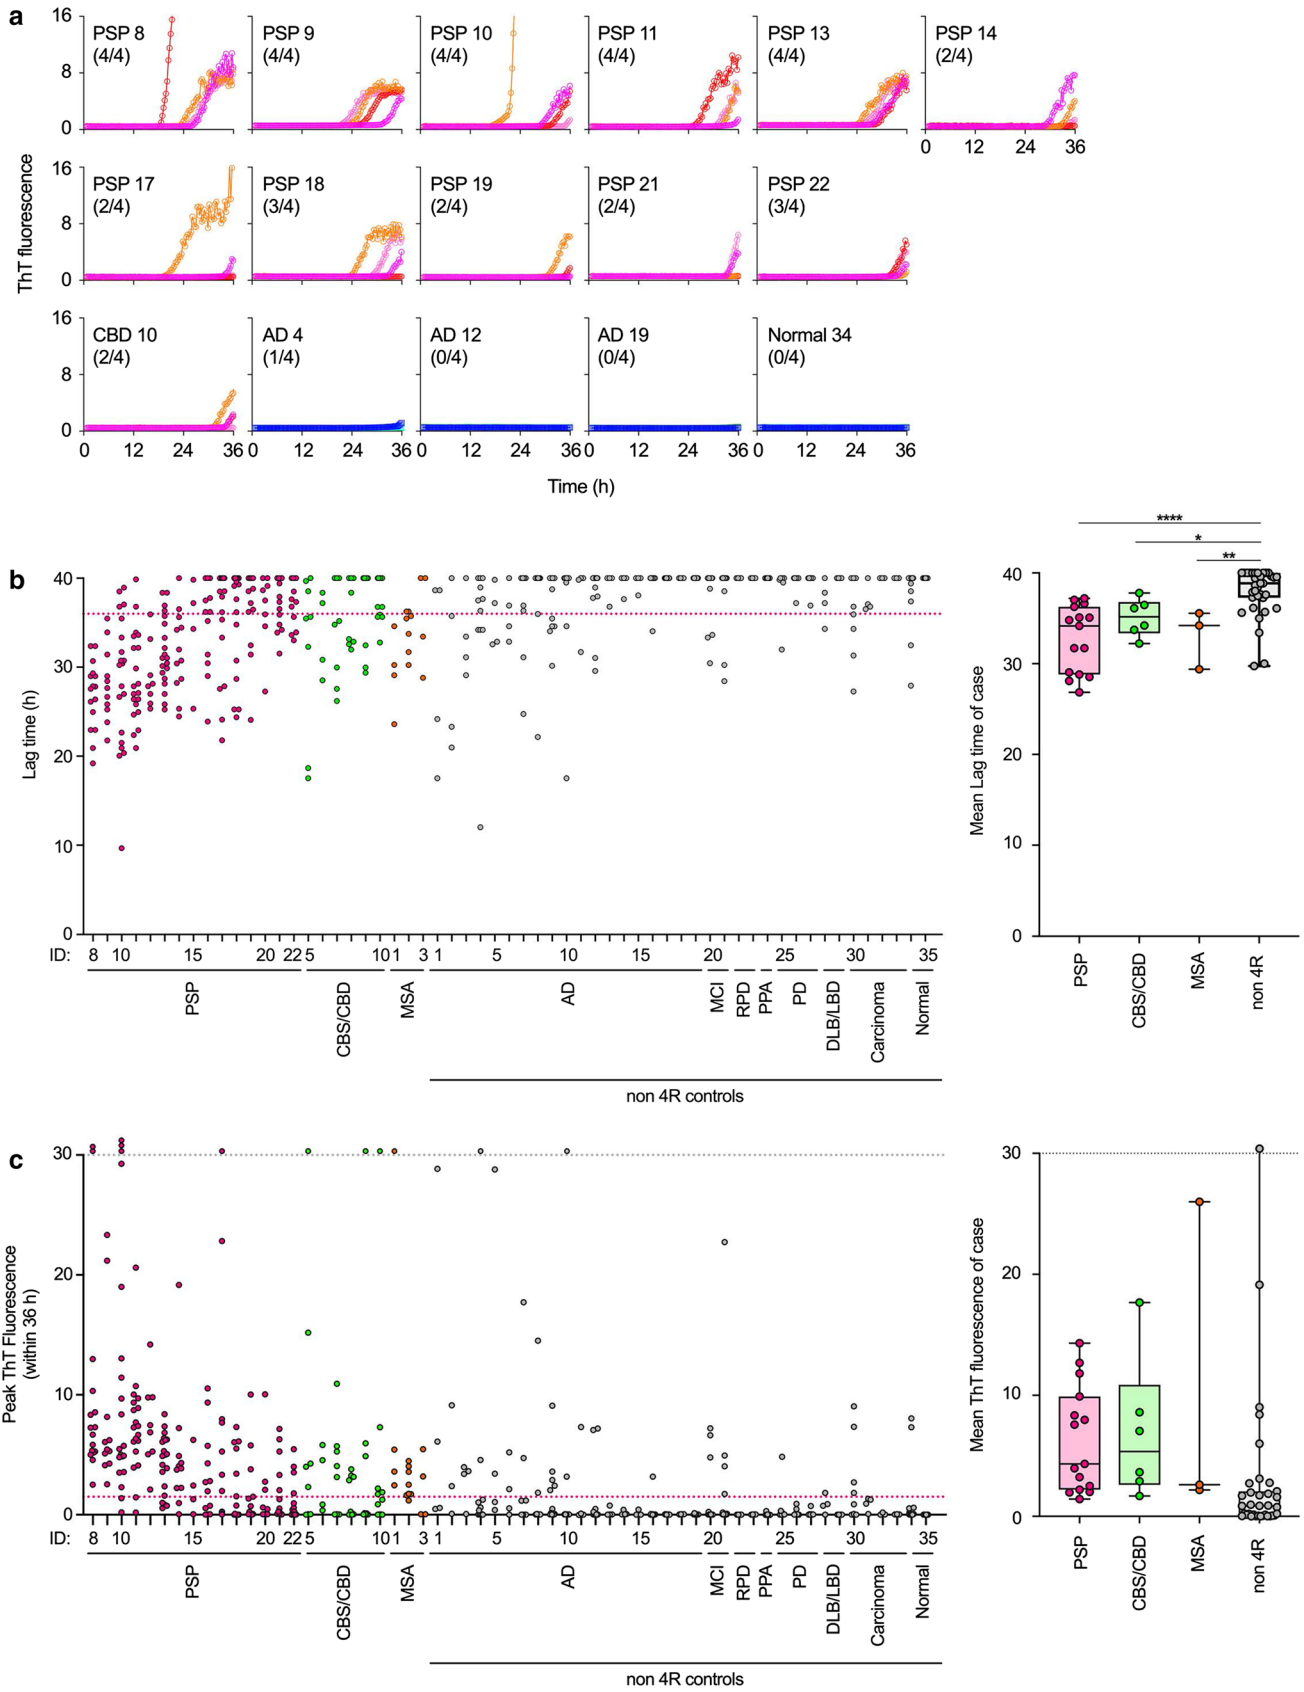 a
16
8
0
PSP 8
(4/4)
PSP 9
(4/4)
PSP 10
(4/4)
PSP 11
(4/4)
PSP 13
(4/4)
PSP 14
(2/4)
0 12 24 36
ThT fluorescence
16
8
0
PSP 17
(2/4)
PSP 18
(3/4)
PSP 19
(2/4)
PSP 21
(2/4)
PSP 22
(3/4)
16
8
0
CBD 10
(2/4)
AD 4
(1/4)
AD 12
(0/4)
AD 19
(0/4)
Normal 34
(0/4)
0 12 24 36 0 12 24 36 0 12 24 36 0 12 24 36 0 12 24 36
Time (h)
b
Lag time (h)
40
30
20
10
0
ID: 8 10 15 20 22 5 10 1 3 1 5 10 15 20 25 30 35
PSP
CBS/CBD
MSA
AD
MCI
RPD
PPA
PD
DLB/LBD
Carcinoma
Normal
non 4R controls
****
*
**
Mean Lag time of case
40
30
20
10
0
PSP
CBS/CBD
MSA
non 4R
c
Peak ThT Fluorescence
(within 36 h)
30
20
10
0
ID: 8 10 15 20 22 5 10 1 3 1 5 10 15 20 25 30 35
PSP
CBS/CBD
MSA
AD
MCI
RPD
PPA
PD
DLB/LBD
Carcinoma
Normal
non 4R controls
Mean ThT fluorescence of case
30
20
10
0
PSP
CBS/CBD
MSA
non 4R